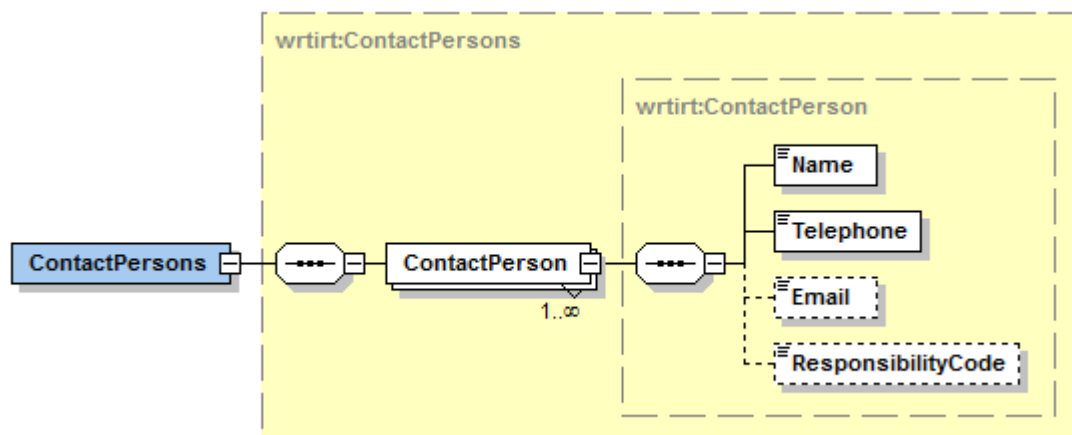 wrtirt:ContactPersons
wrtirt:ContactPerson
Name
Telephone
ContactPersons
ContactPerson
1..∞
Email
ResponsibilityCode